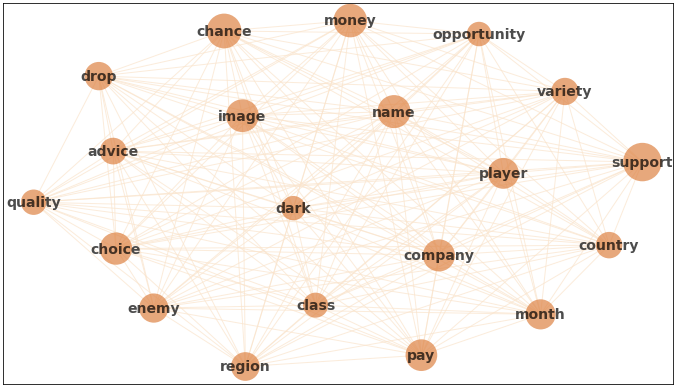 money
chance
opportunity
drop
variety
name
image
advice
support
player
quality
dark
country
choice
company
class
enemy
month
pay
region